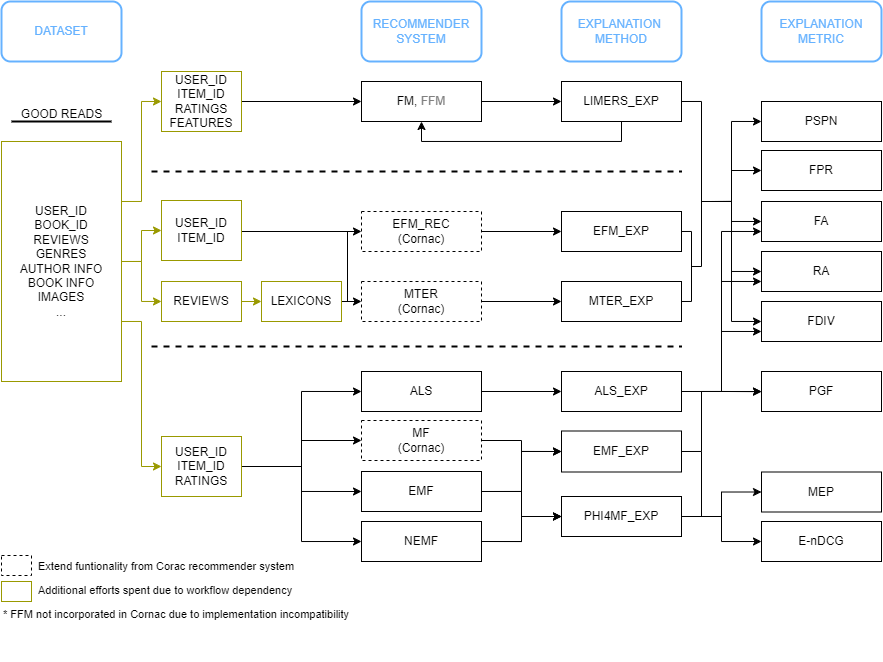 DATASET
RECOMMENDER
SYSTEM
EXPLANATION
METHOD
EXPLANATION
METRIC
GOOD READS
USER_ID
BOOK_ID
REVIEWS
GENRES
AUTHOR INFO
BOOK INFO
IMAGES
...
USER_ID
ITEM_ID
RATINGS
FEATURES
FM, FFM
LIMERS_EXP
USER_ID
ITEM_ID
EFM_REC
(Cornac)
EFM_EXP
REVIEWS
LEXICONS
MTER
(Cornac)
MTER_EXP
USER_ID
ITEM_ID
RATINGS
ALS
ALS_EXP
MF
(Cornac)
EMF_EXP
EMF
PHI4MF_EXP
NEMF
PSPN
FPR
FA
RA
FDIV
PGF
MEP
E-nDCG
Extend funtionality from Corac recommender system
Additional efforts spent due to workflow dependency
* FFM not incorporated in Cornac due to implementation incompatibility